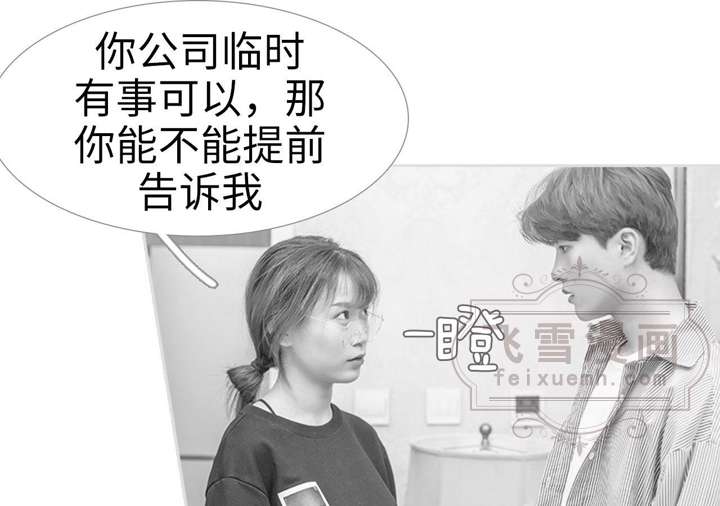 你公司临时
有事可以，那
你能不能提前
告诉我
一瞪
飞雪漫画
feixuemh.com